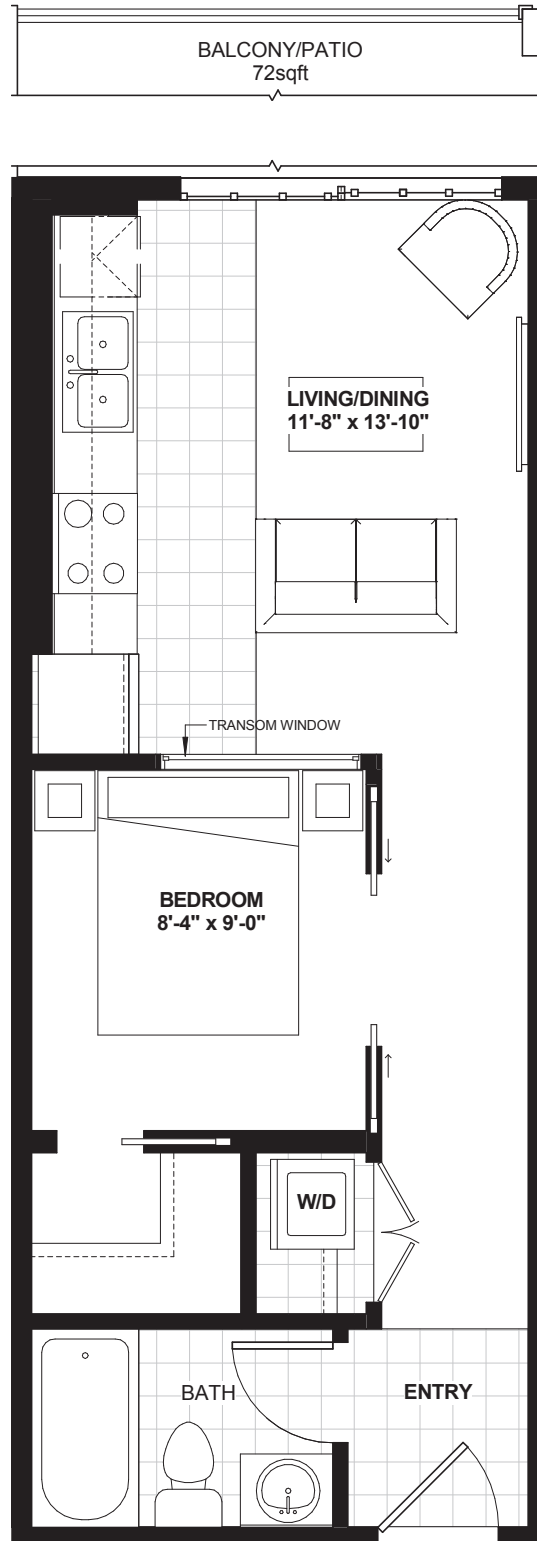 BALCONY/PATIO
72sqft
LIVING/DINING
11'-8" x 13'-10"
TRANSOM WINDOW
BEDROOM
8'-4" x 9'-0"
W/D
BATH
ENTRY